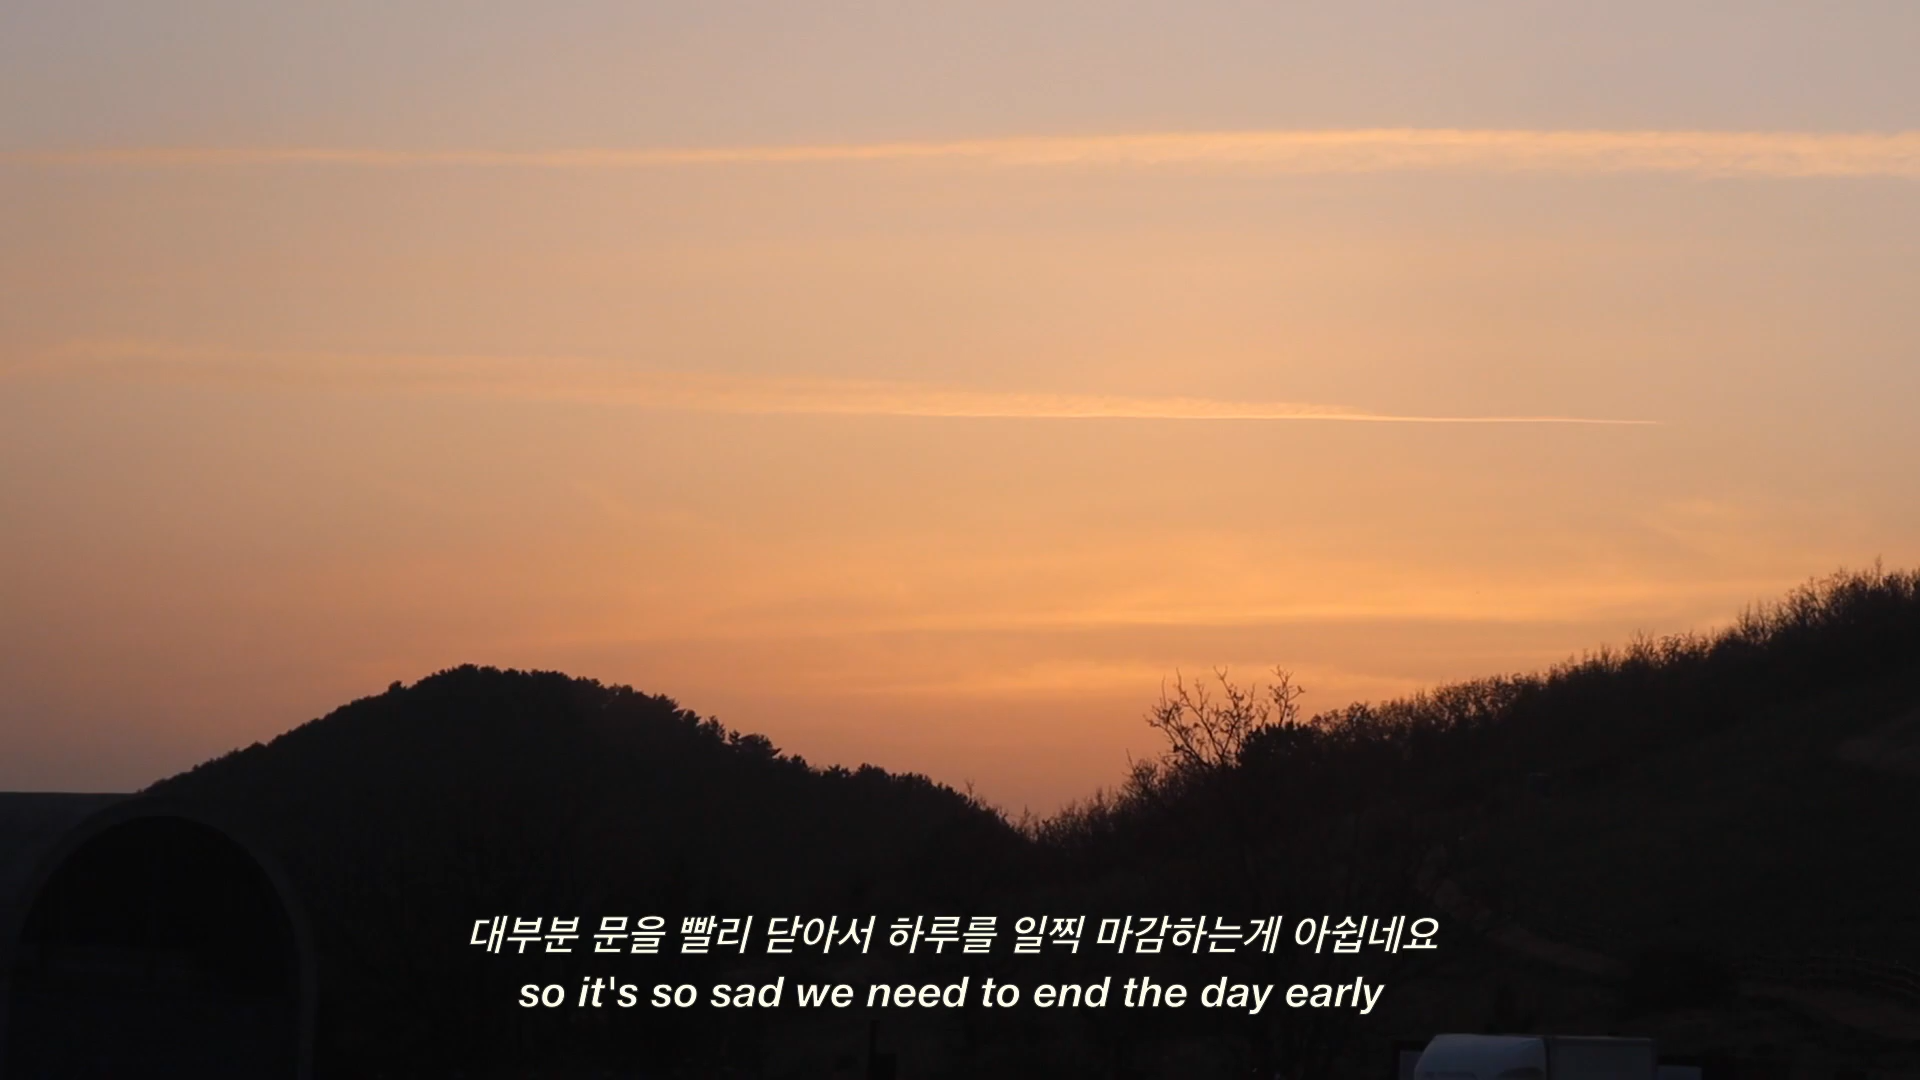 대부분 문을 빨리 닫아서 하루를 일찍 마감하는게 아쉽네요
so it's so sad we need to end the day early